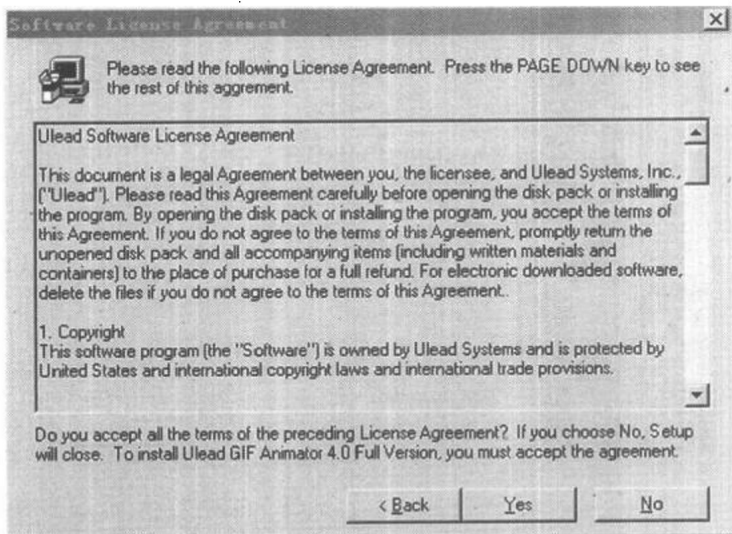 Software License Agreement
Please read the following License Agreement. Press the PAGE DOWN key to see
the rest of this aggrement.
Ulead Software License Agreement
This document is a legal Agreement between you, the licensee, and Ulead Systems, Inc.,
("Ulead"). Please read this Agreement carefully before opening the disk pack or installing
the program. By opening the disk pack or installing the program, you accept the terms of
this Agreement. If you do not agree to the terms of this Agreement, promptly return the
unopened disk pack and all accompanying items (including written materials and
containers) to the place of purchase for a full refund. For electronic downloaded software,
delete the files if you do not agree to the terms of this Agreement..
1. Copyright
This software program (the "Software") is owned by Ulead Systems and is protected by
United States and international copyright laws and international trade provisions.
Do you accept all the terms of the preceding License Agreement? If you choose No, Setup
will close. To install Ulead GIF Animator 4.0 Full Version, you must accept the agreement.
< Back
Yes
No